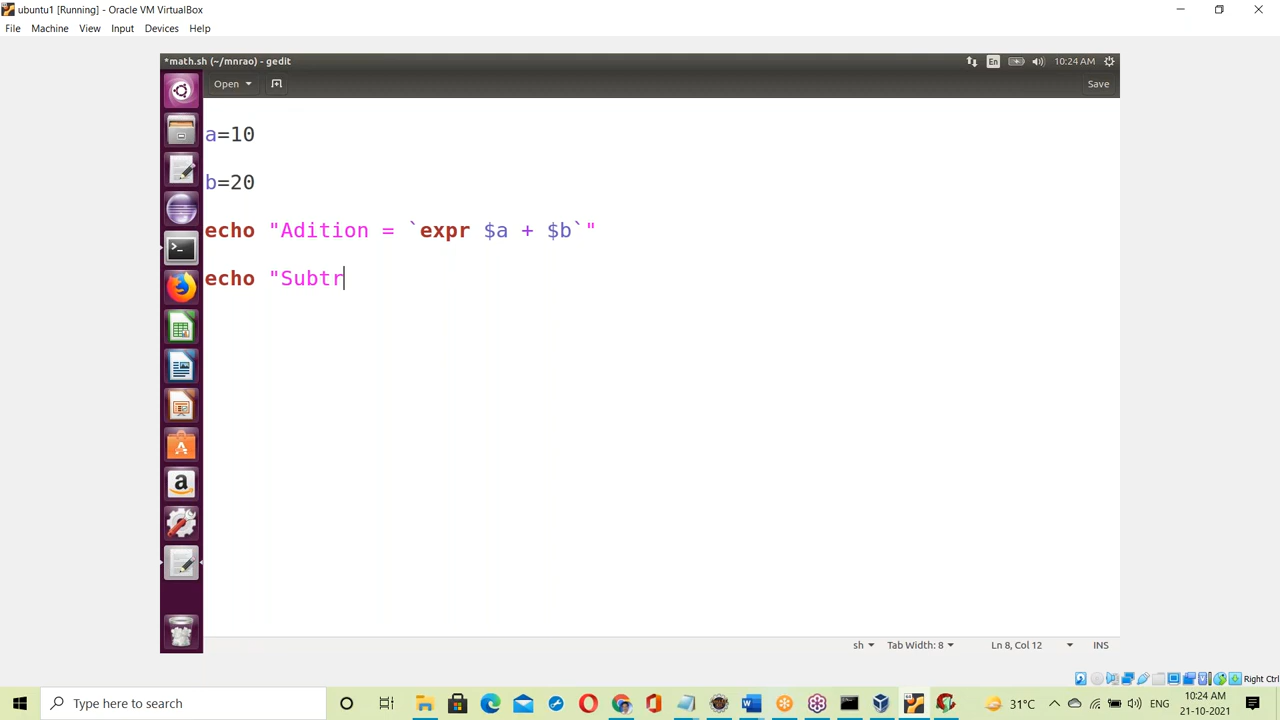 ubuntu1 [Running] - Oracle VM VirtualBox
File Machine View Input Devices Help
*math.sh (~/mnrao) - gedit
En 10:24 AM
Open Save
a=10
b=20
echo "Adition = `expr $a + $b`"
echo "Subtr
sh Tab Width: 8 Ln 8, Col 12 INS
Right Ctrl
Type here to search
31°C ENG 10:24 AM
21-10-2021